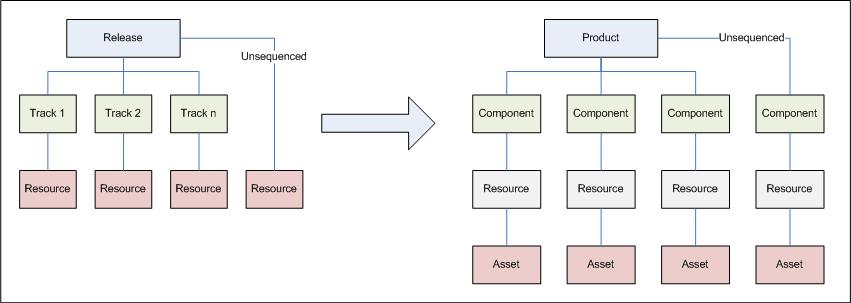 Release
Unsequenced
Track 1
Track 2
Track n
Resource
Resource
Resource
Resource
Product
Unsequenced
Component
Component
Component
Component
Resource
Resource
Resource
Resource
Asset
Asset
Asset
Asset